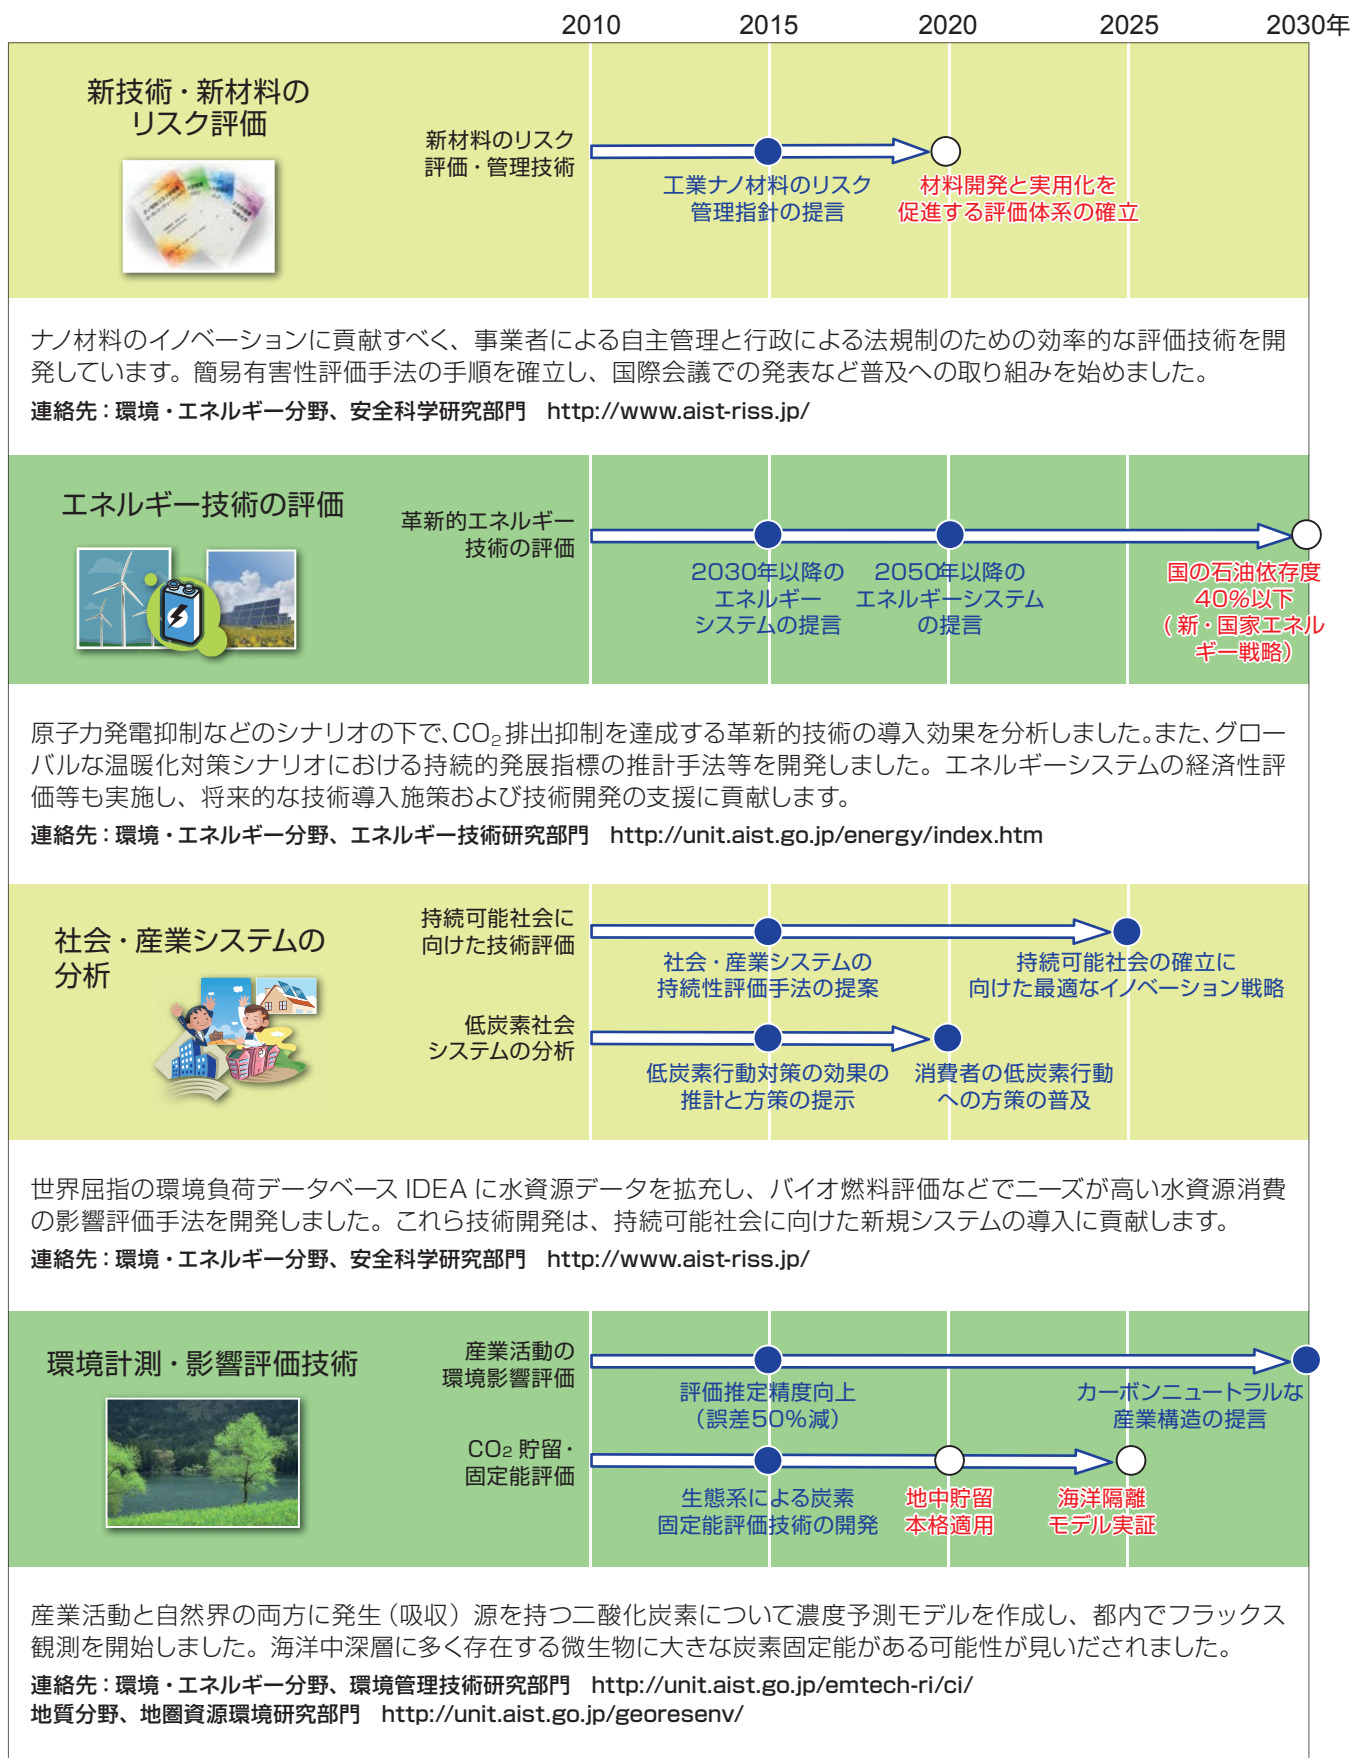 2010 2015 2020 2025 2030年
新技術・新材料の
リスク評価
新材料のリスク
評価・管理技術
工業ナノ材料のリスク
管理指針の提言
材料開発と実用化を
促進する評価体系の確立
ナノ材料のイノベーションに貢献すべく、事業者による自主管理と行政による法規制のための効率的な評価技術を開
発しています。簡易有害性評価手法の手順を確立し、国際会議での発表など普及への取り組みを始めました。
連絡先：環境・エネルギー分野、安全科学研究部門　http://www.aist-riss.jp/
エネルギー技術の評価
革新的エネルギー
技術の評価
2030年以降の
エネルギー
システムの提言
2050年以降の
エネルギーシステム
の提言
国の石油依存度
40%以下
(新・国家エネル
ギー戦略)
原子力発電抑制などのシナリオの下で、CO₂排出抑制を達成する革新的技術の導入効果を分析しました。また、グロー
バルな温暖化対策シナリオにおける持続的発展指標の推計手法等を開発しました。エネルギーシステムの経済性評
価等も実施し、将来的な技術導入施策および技術開発の支援に貢献します。
連絡先：環境・エネルギー分野、エネルギー技術研究部門　http://unit.aist.go.jp/energy/index.htm
社会・産業システムの
分析
持続可能社会に
向けた技術評価
社会・産業システムの
持続性評価手法の提案
持続可能社会の確立に
向けた最適なイノベーション戦略
低炭素社会
システムの分析
低炭素行動対策の効果の
推計と方策の提示
消費者の低炭素行動
への方策の普及
世界屈指の環境負荷データベース IDEA に水資源データを拡充し、バイオ燃料評価などでニーズが高い水資源消費
の影響評価手法を開発しました。これら技術開発は、持続可能社会に向けた新規システムの導入に貢献します。
連絡先：環境・エネルギー分野、安全科学研究部門　http://www.aist-riss.jp/
環境計測・影響評価技術
産業活動の
環境影響評価
評価推定精度向上
（誤差50%減）
カーボンニュートラルな
産業構造の提言
CO₂ 貯留・
固定能評価
生態系による炭素
固定能評価技術の開発
地中貯留
本格適用
海洋隔離
モデル実証
産業活動と自然界の両方に発生（吸収）源を持つ二酸化炭素について濃度予測モデルを作成し、都内でフラックス
観測を開始しました。海洋中深層に多く存在する微生物に大きな炭素固定能がある可能性が見いだされました。
連絡先：環境・エネルギー分野、環境管理技術研究部門　http://unit.aist.go.jp/emtech-ri/ci/
地質分野、地圏資源環境研究部門　http://unit.aist.go.jp/georesenv/